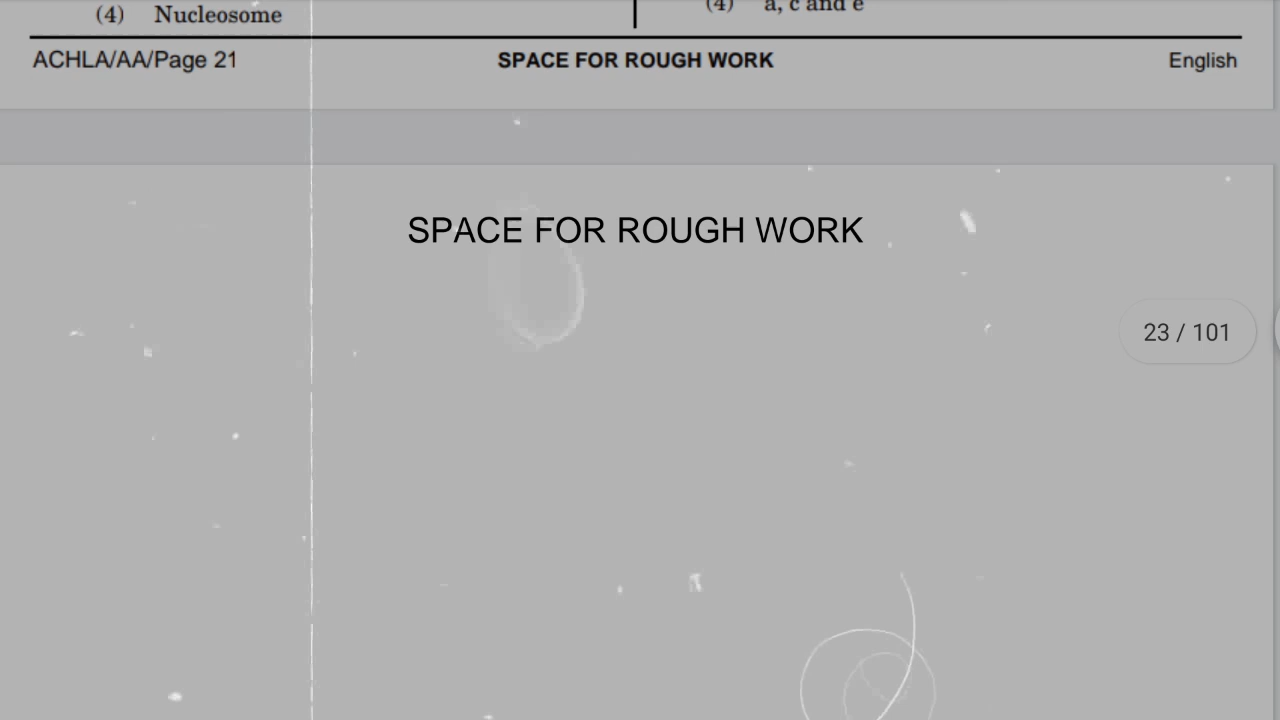 (4) Nucleosome
(4) a, c and e
ACHLA/AA/Page 21 SPACE FOR ROUGH WORK English
SPACE FOR ROUGH WORK
23 / 101